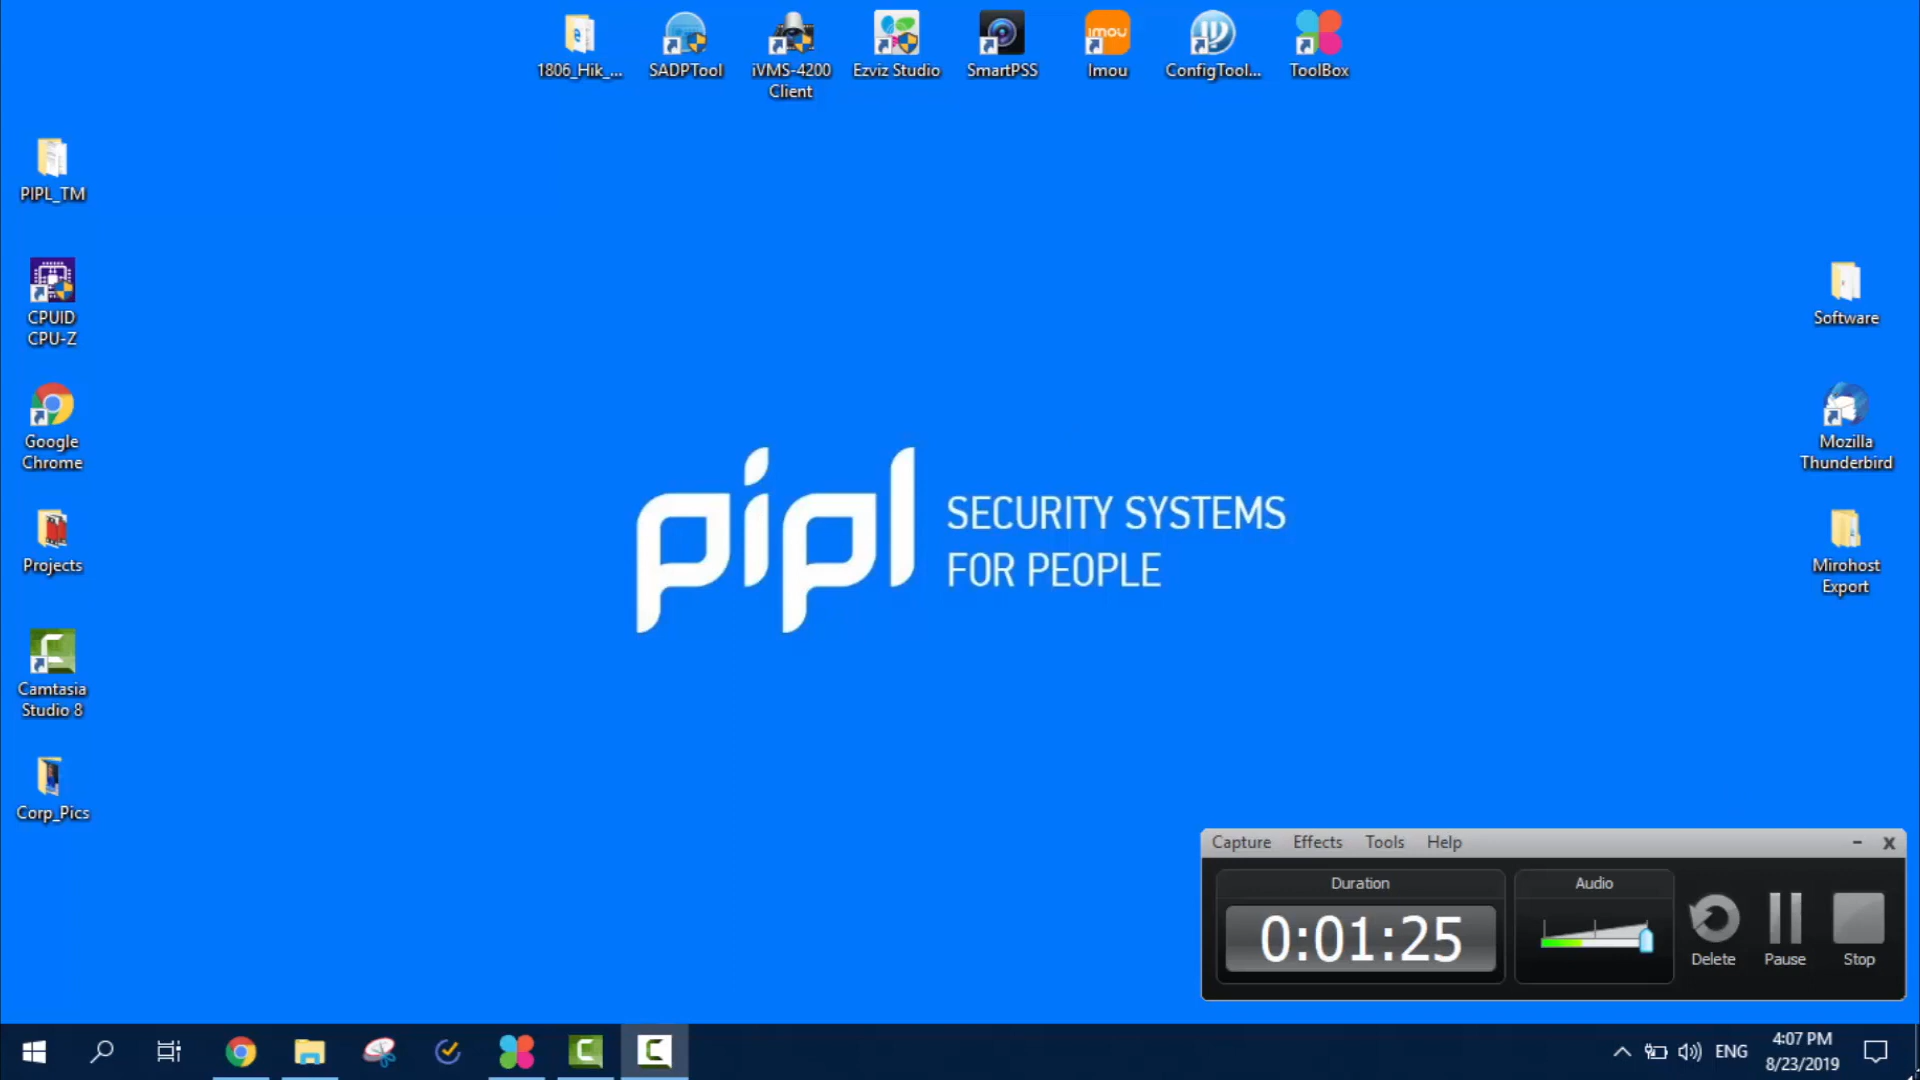 1806_Hik_...
SADPTool
iVMS-4200
Client
Ezviz Studio
SmartPSS
imou
Imou
ConfigTool...
ToolBox
PIPL_TM
CPUID
CPU-Z
Google
Chrome
Projects
Camtasia
Studio 8
Corp_Pics
pipl
SECURITY SYSTEMS
FOR PEOPLE
Software
Mozilla
Thunderbird
Mirohost
Export
Capture Effects Tools Help
Duration
0:01:25
Audio
Delete
Pause
Stop
ENG
4:07 PM
8/23/2019